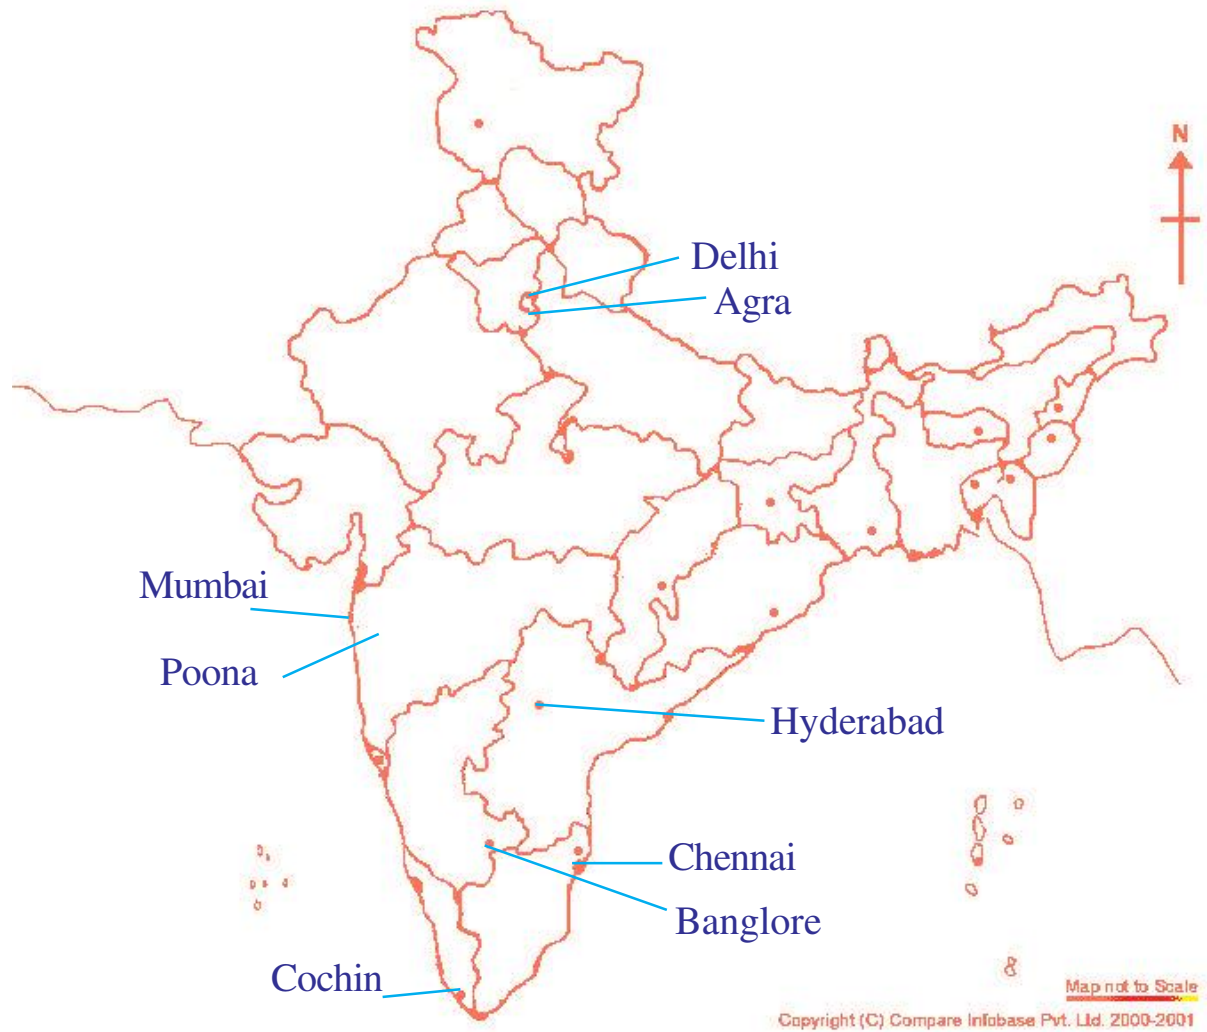 N
Delhi
Agra
Mumbai
Poona
Hyderabad
Chennai
Banglore
Cochin
Map not to Scale
Copyright (C) Compare Infobase Pvt. Ltd. 2000-2001